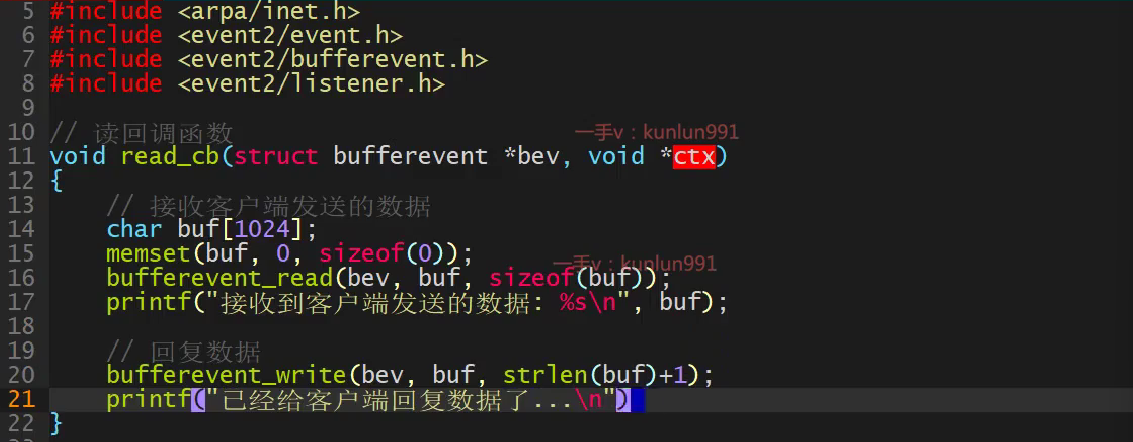 5 #include <arpa/inet.h>
6 #include <event2/event.h>
7 #include <event2/bufferevent.h>
8 #include <event2/listener.h>
9
10 // 读回调函数
一手v：kunlun991
11 void read_cb(struct bufferevent *bev, void *ctx)
12 {
13     // 接收客户端发送的数据
14     char buf[1024];
15     memset(buf, 0, sizeof(0));
一手v：kunlun991
16     bufferevent_read(bev, buf, sizeof(buf));
17     printf("接收到客户端发送的数据: %s\n", buf);
18
19     // 回复数据
20     bufferevent_write(bev, buf, strlen(buf)+1);
21     printf("已经给客户端回复数据了...\n")
22 }